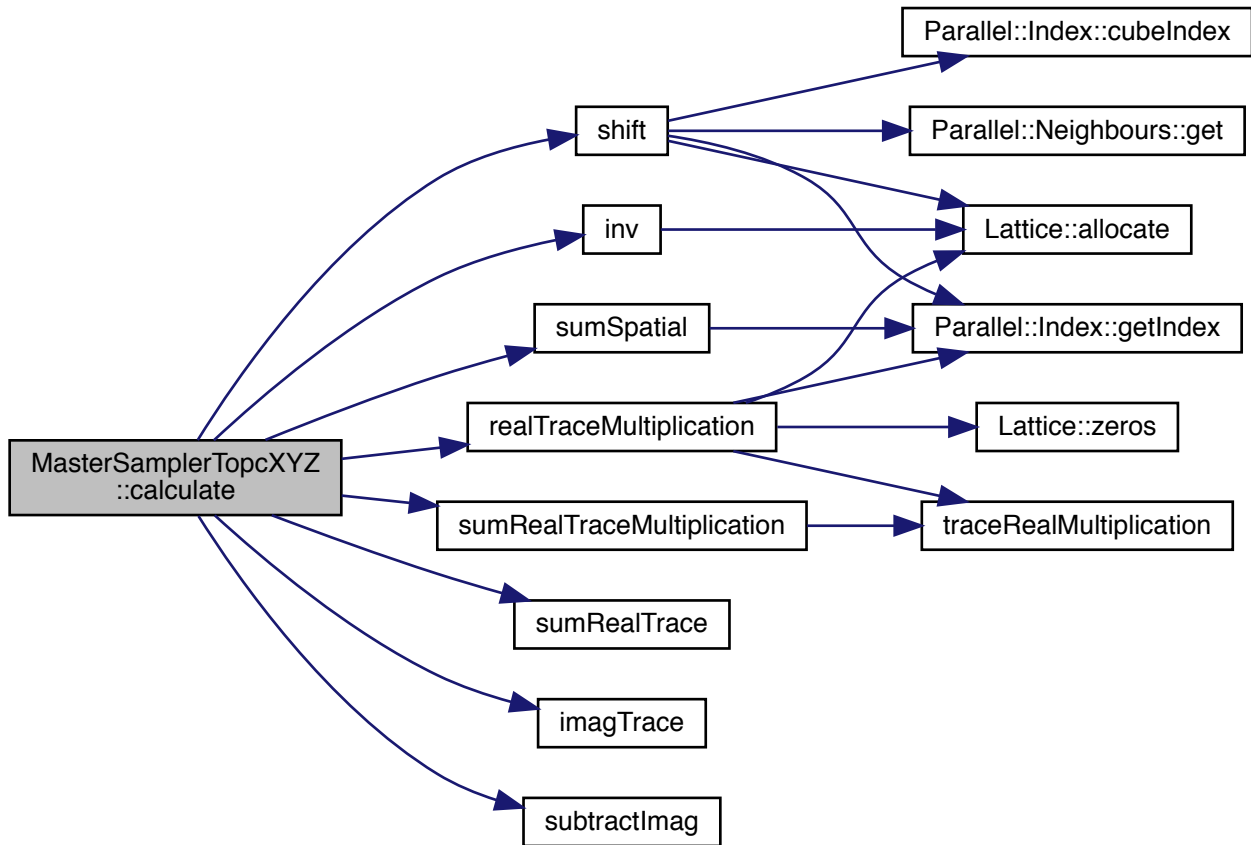 Parallel::Index::cubeIndex
shift
Parallel::Neighbours::get
inv
Lattice::allocate
sumSpatial
Parallel::Index::getIndex
realTraceMultiplication
Lattice::zeros
MasterSamplerTopcXYZ
::calculate
sumRealTraceMultiplication
traceRealMultiplication
sumRealTrace
imagTrace
subtractImag